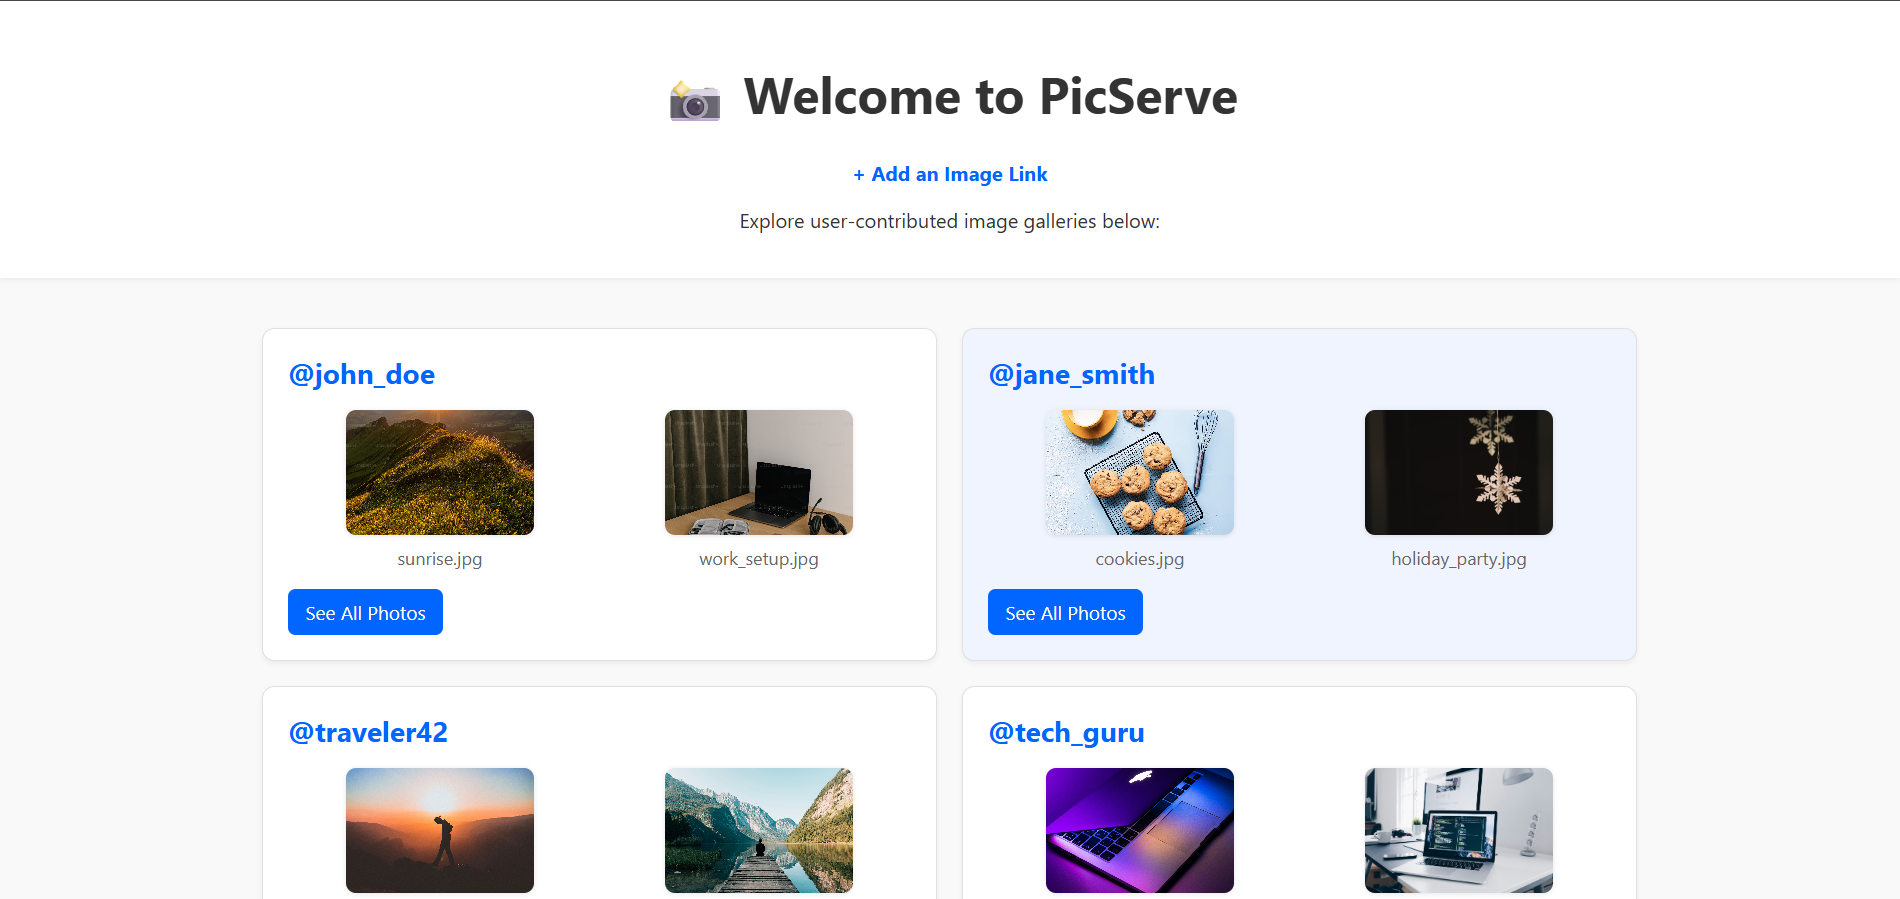 Welcome to PicServe
+ Add an Image Link
Explore user-contributed image galleries below:
@john_doe
sunrise.jpg
work_setup.jpg
See All Photos
@jane_smith
cookies.jpg
holiday_party.jpg
See All Photos
@traveler42
@tech_guru